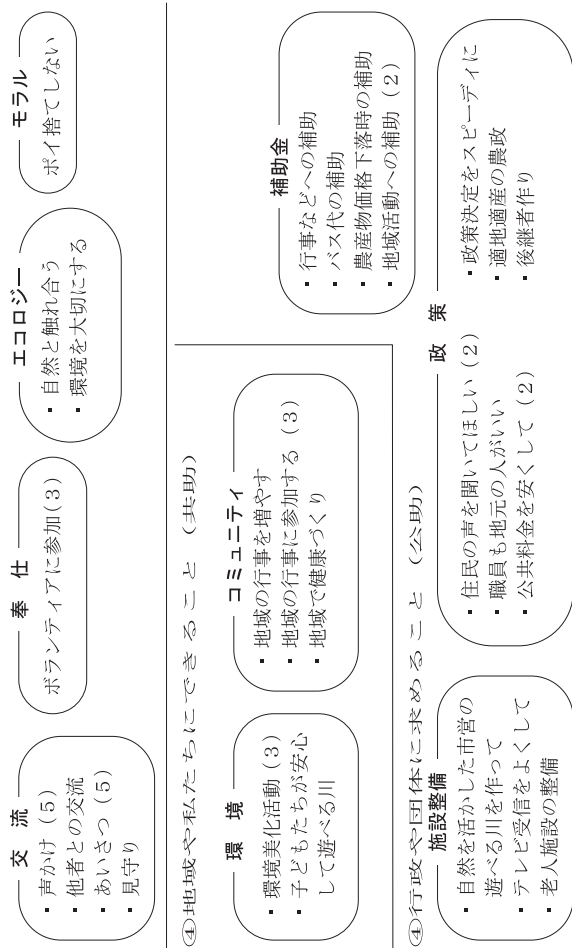 交　流
・声かけ（5）
・他者との交流
・あいさつ（5）
・見守り
奉　仕
ボランティアに参加(3)
エコロジー
・自然と触れ合う
・環境を大切にする
モラル
ポイ捨てしない
④地域や私たちにできること（共助）
環　境
・環境美化活動（3）
・子どもたちが安心
して遊べる川
コミュニティ
・地域の行事を増やす
・地域の行事に参加する（3）
・地域で健康づくり
④行政や団体に求めること（公助）
施設整備
・自然を活かした市営の
遊べる川を作って
・テレビ受信をよくして
・老人施設の整備
政　策
・住民の声を聞いてほしい（2）
・職員も地元の人がいい
・公共料金を安くして（2）
・政策決定をスピーディに
・適地適産の農政
・後継者作り
補助金
・行事などへの補助
・バス代の補助
・農産物価格下落時の補助
・地域活動への補助（2）